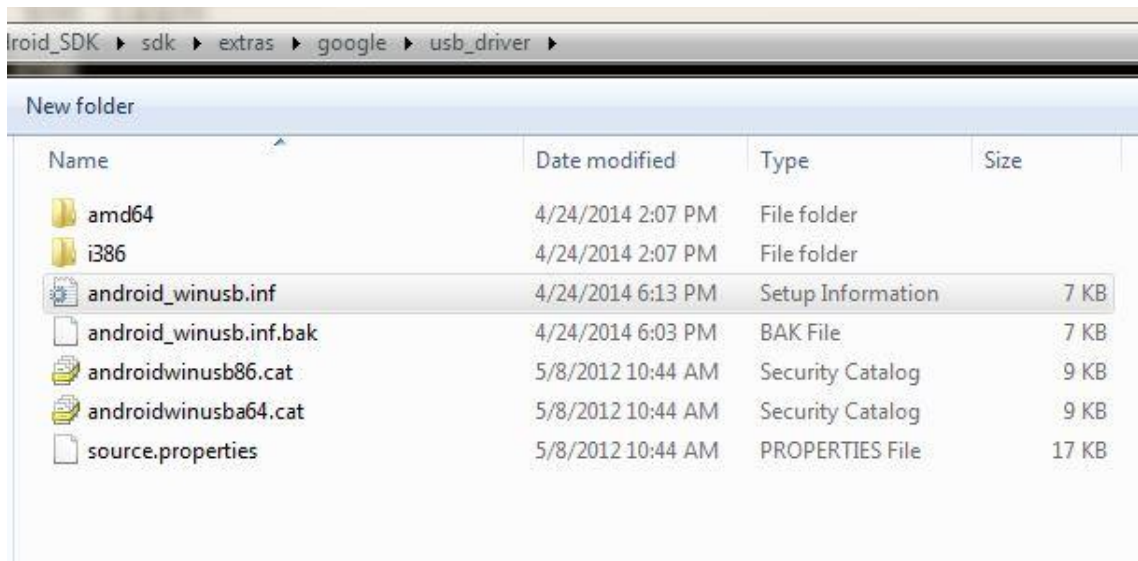 roid_SDK ▸ sdk ▸ extras ▸ google ▸ usb_driver ▸
New folder
Name Date modified Type Size
amd64 4/24/2014 2:07 PM File folder
i386 4/24/2014 2:07 PM File folder
android_winusb.inf 4/24/2014 6:13 PM Setup Information 7 KB
android_winusb.inf.bak 4/24/2014 6:03 PM BAK File 7 KB
androidwinusb86.cat 5/8/2012 10:44 AM Security Catalog 9 KB
androidwinusba64.cat 5/8/2012 10:44 AM Security Catalog 9 KB
source.properties 5/8/2012 10:44 AM PROPERTIES File 17 KB